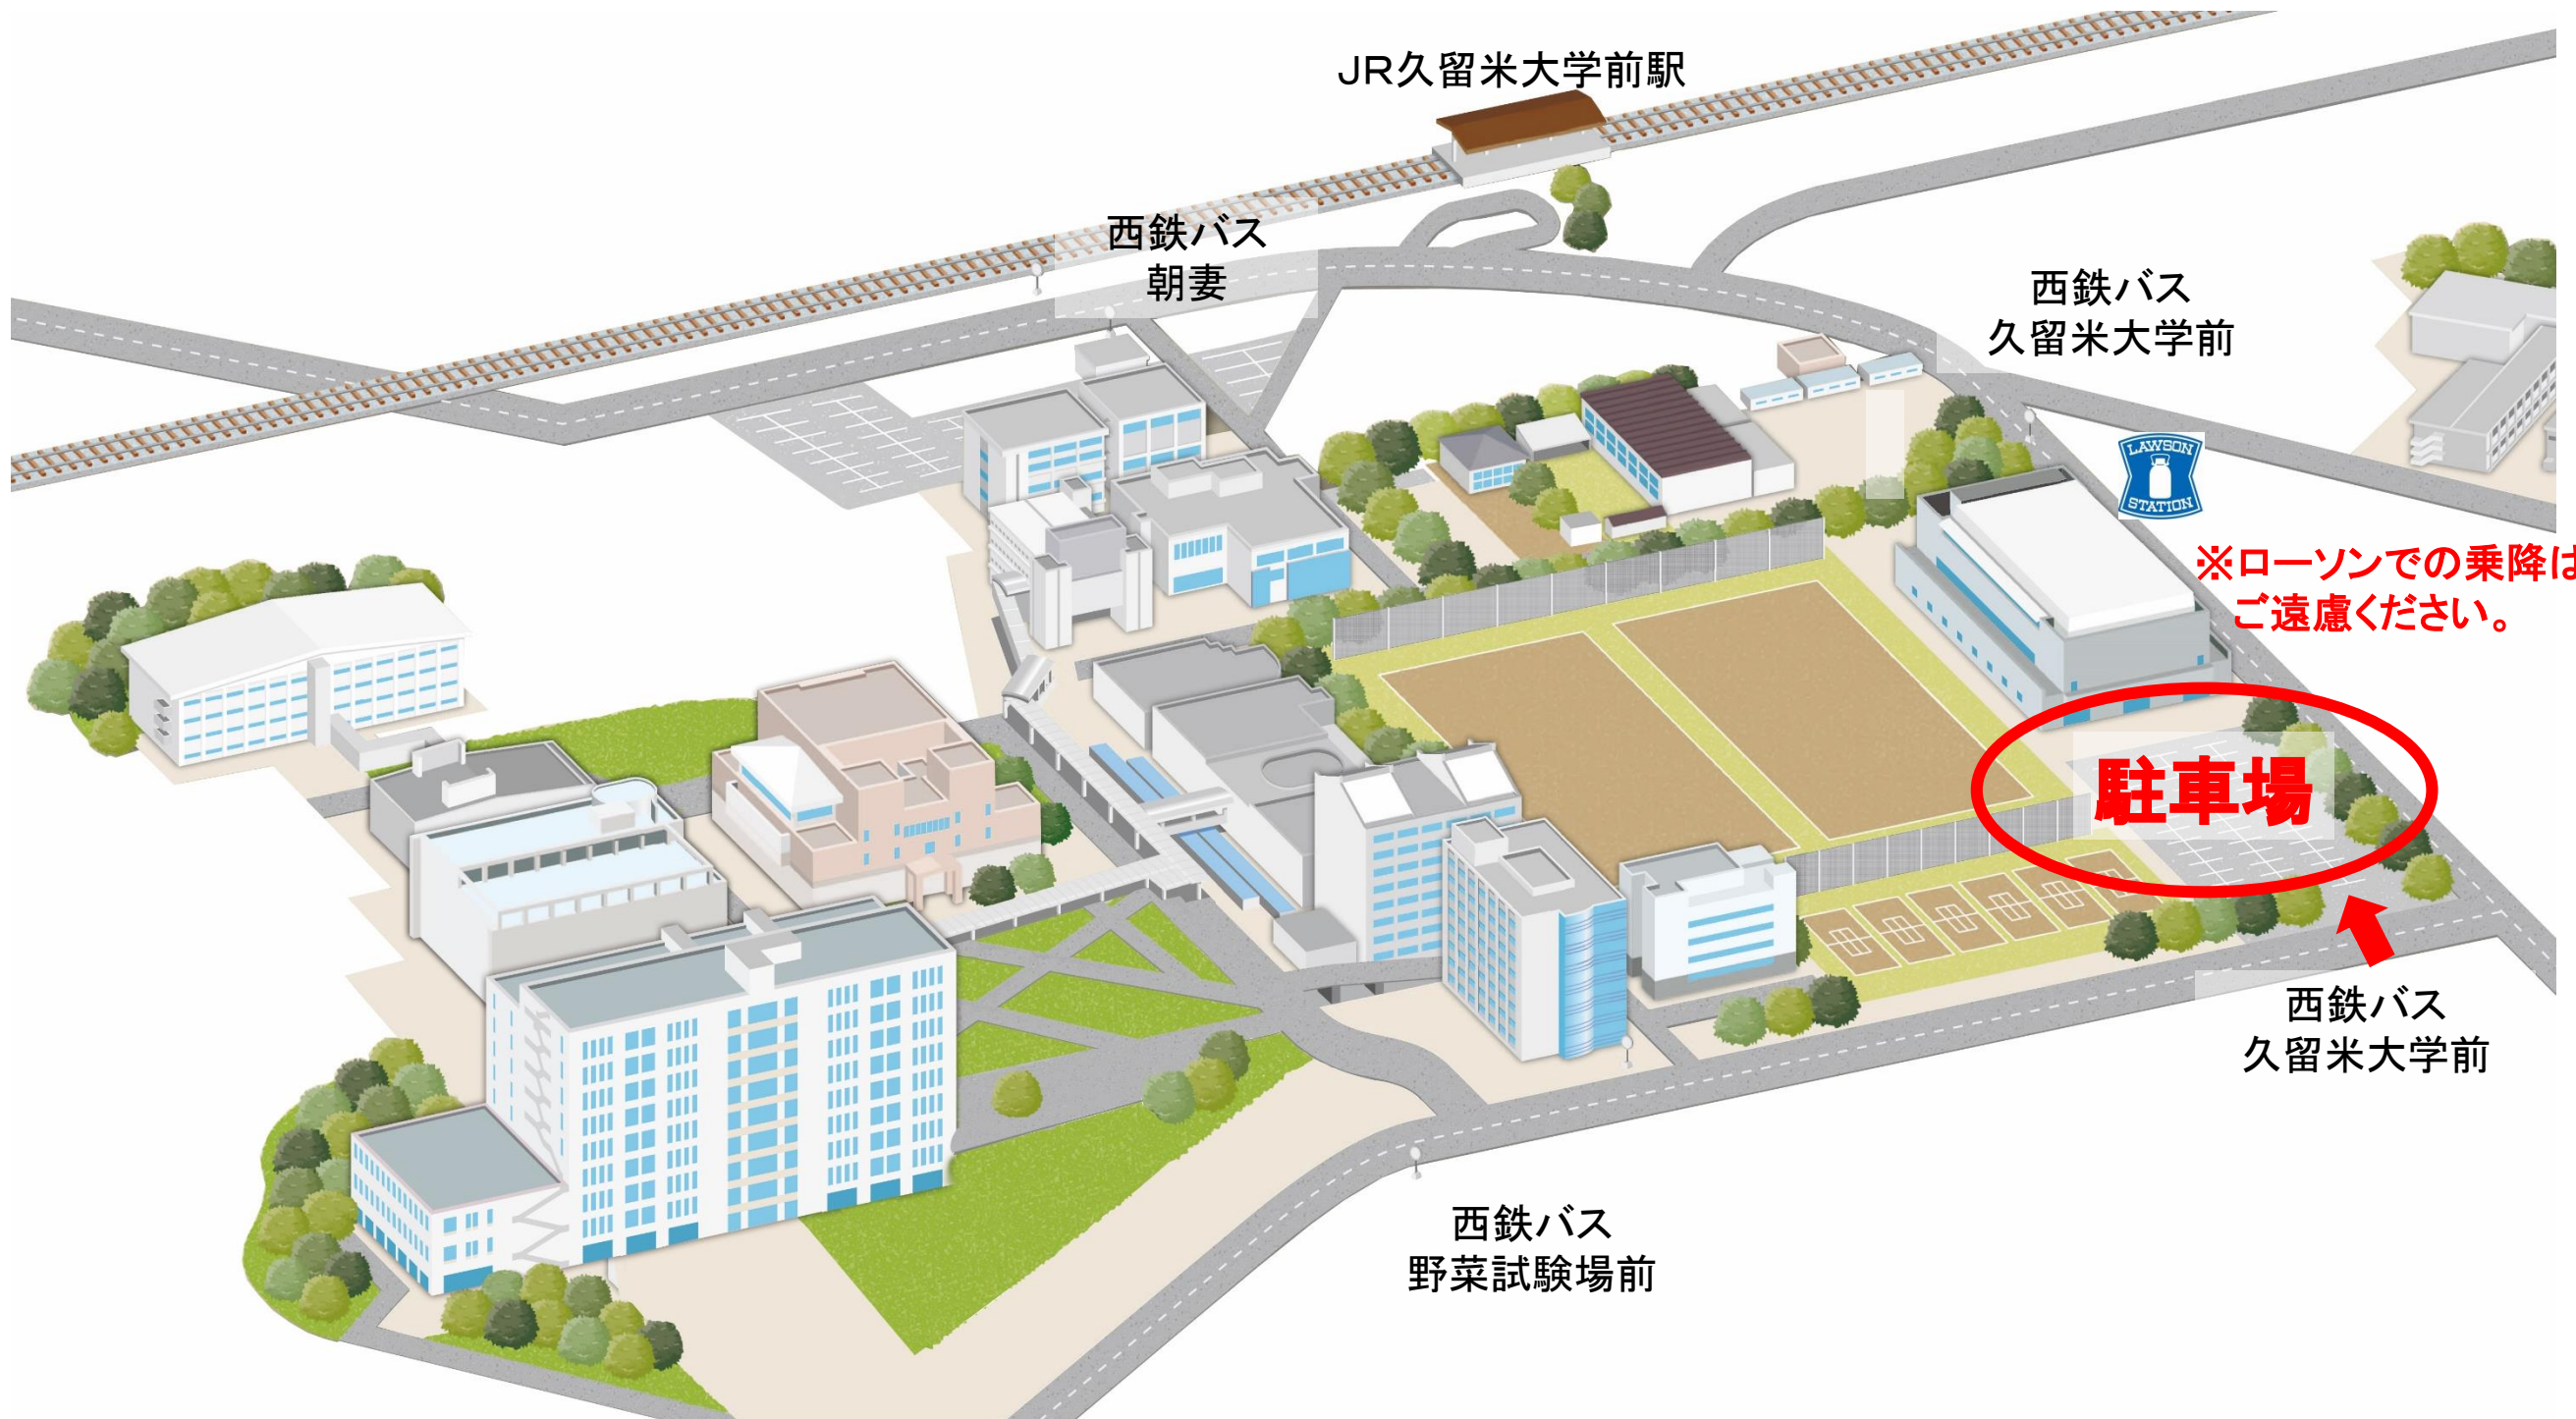 JR久留米大学前駅
西鉄バス
朝妻
西鉄バス
久留米大学前
LAWSON
STATION
※ローソンでの乗降は
ご遠慮ください。
駐車場
西鉄バス
久留米大学前
西鉄バス
野菜試験場前